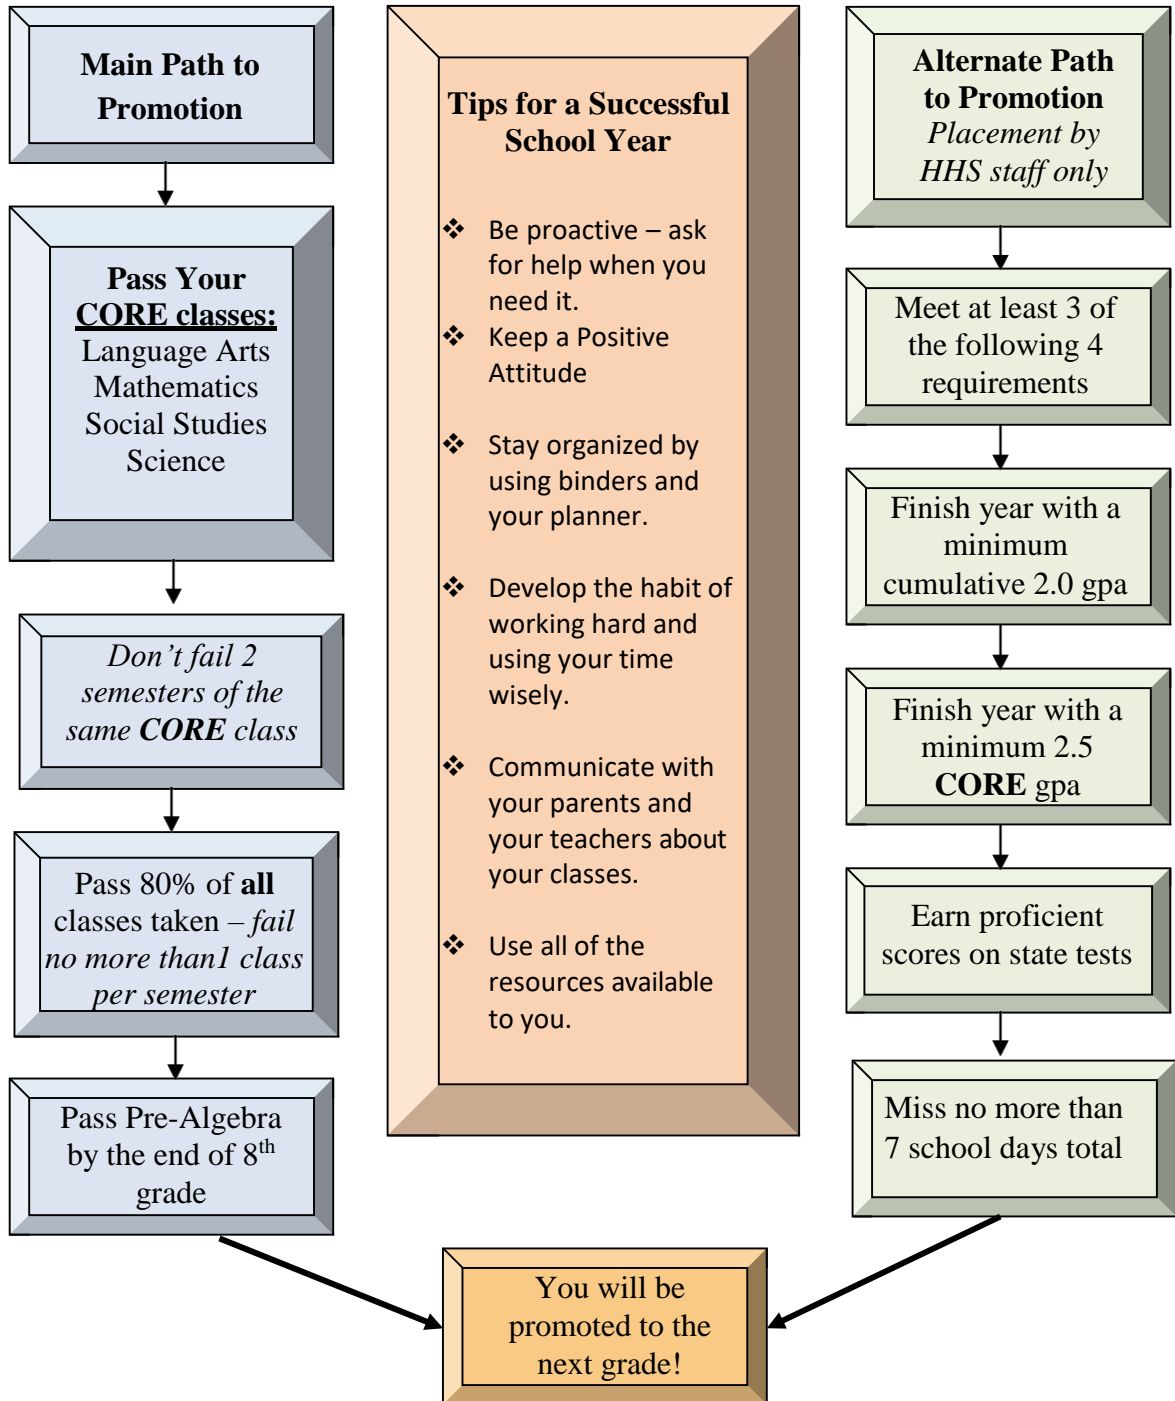 Main Path to
Promotion
Pass Your
CORE classes:
Language Arts
Mathematics
Social Studies
Science
Don’t fail 2
semesters of the
same CORE class
Pass 80% of all
classes taken – fail
no more than1 class
per semester
Pass Pre-Algebra
by the end of 8th
grade
Tips for a Successful
School Year
❖ Be proactive – ask
for help when you
need it.
❖ Keep a Positive
Attitude
❖ Stay organized by
using binders and
your planner.
❖ Develop the habit of
working hard and
using your time
wisely.
❖ Communicate with
your parents and
your teachers about
your classes.
❖ Use all of the
resources available
to you.
Alternate Path
to Promotion
Placement by
HHS staff only
Meet at least 3 of
the following 4
requirements
Finish year with a
minimum
cumulative 2.0 gpa
Finish year with a
minimum 2.5
CORE gpa
Earn proficient
scores on state tests
Miss no more than
7 school days total
You will be
promoted to the
next grade!